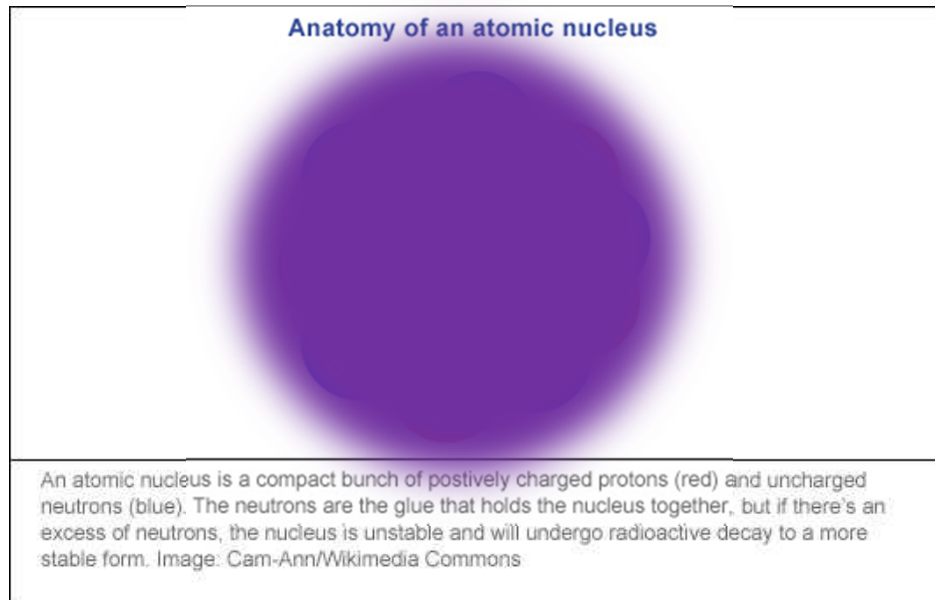 Anatomy of an atomic nucleus
An atomic nucleus is a compact bunch of postively charged protons (red) and uncharged
neutrons (blue). The neutrons are the glue that holds the nucleus together, but if there's an
excess of neutrons, the nucleus is unstable and will undergo radioactive decay to a more
stable form. Image: Cam-Ann/Wikimedia Commons